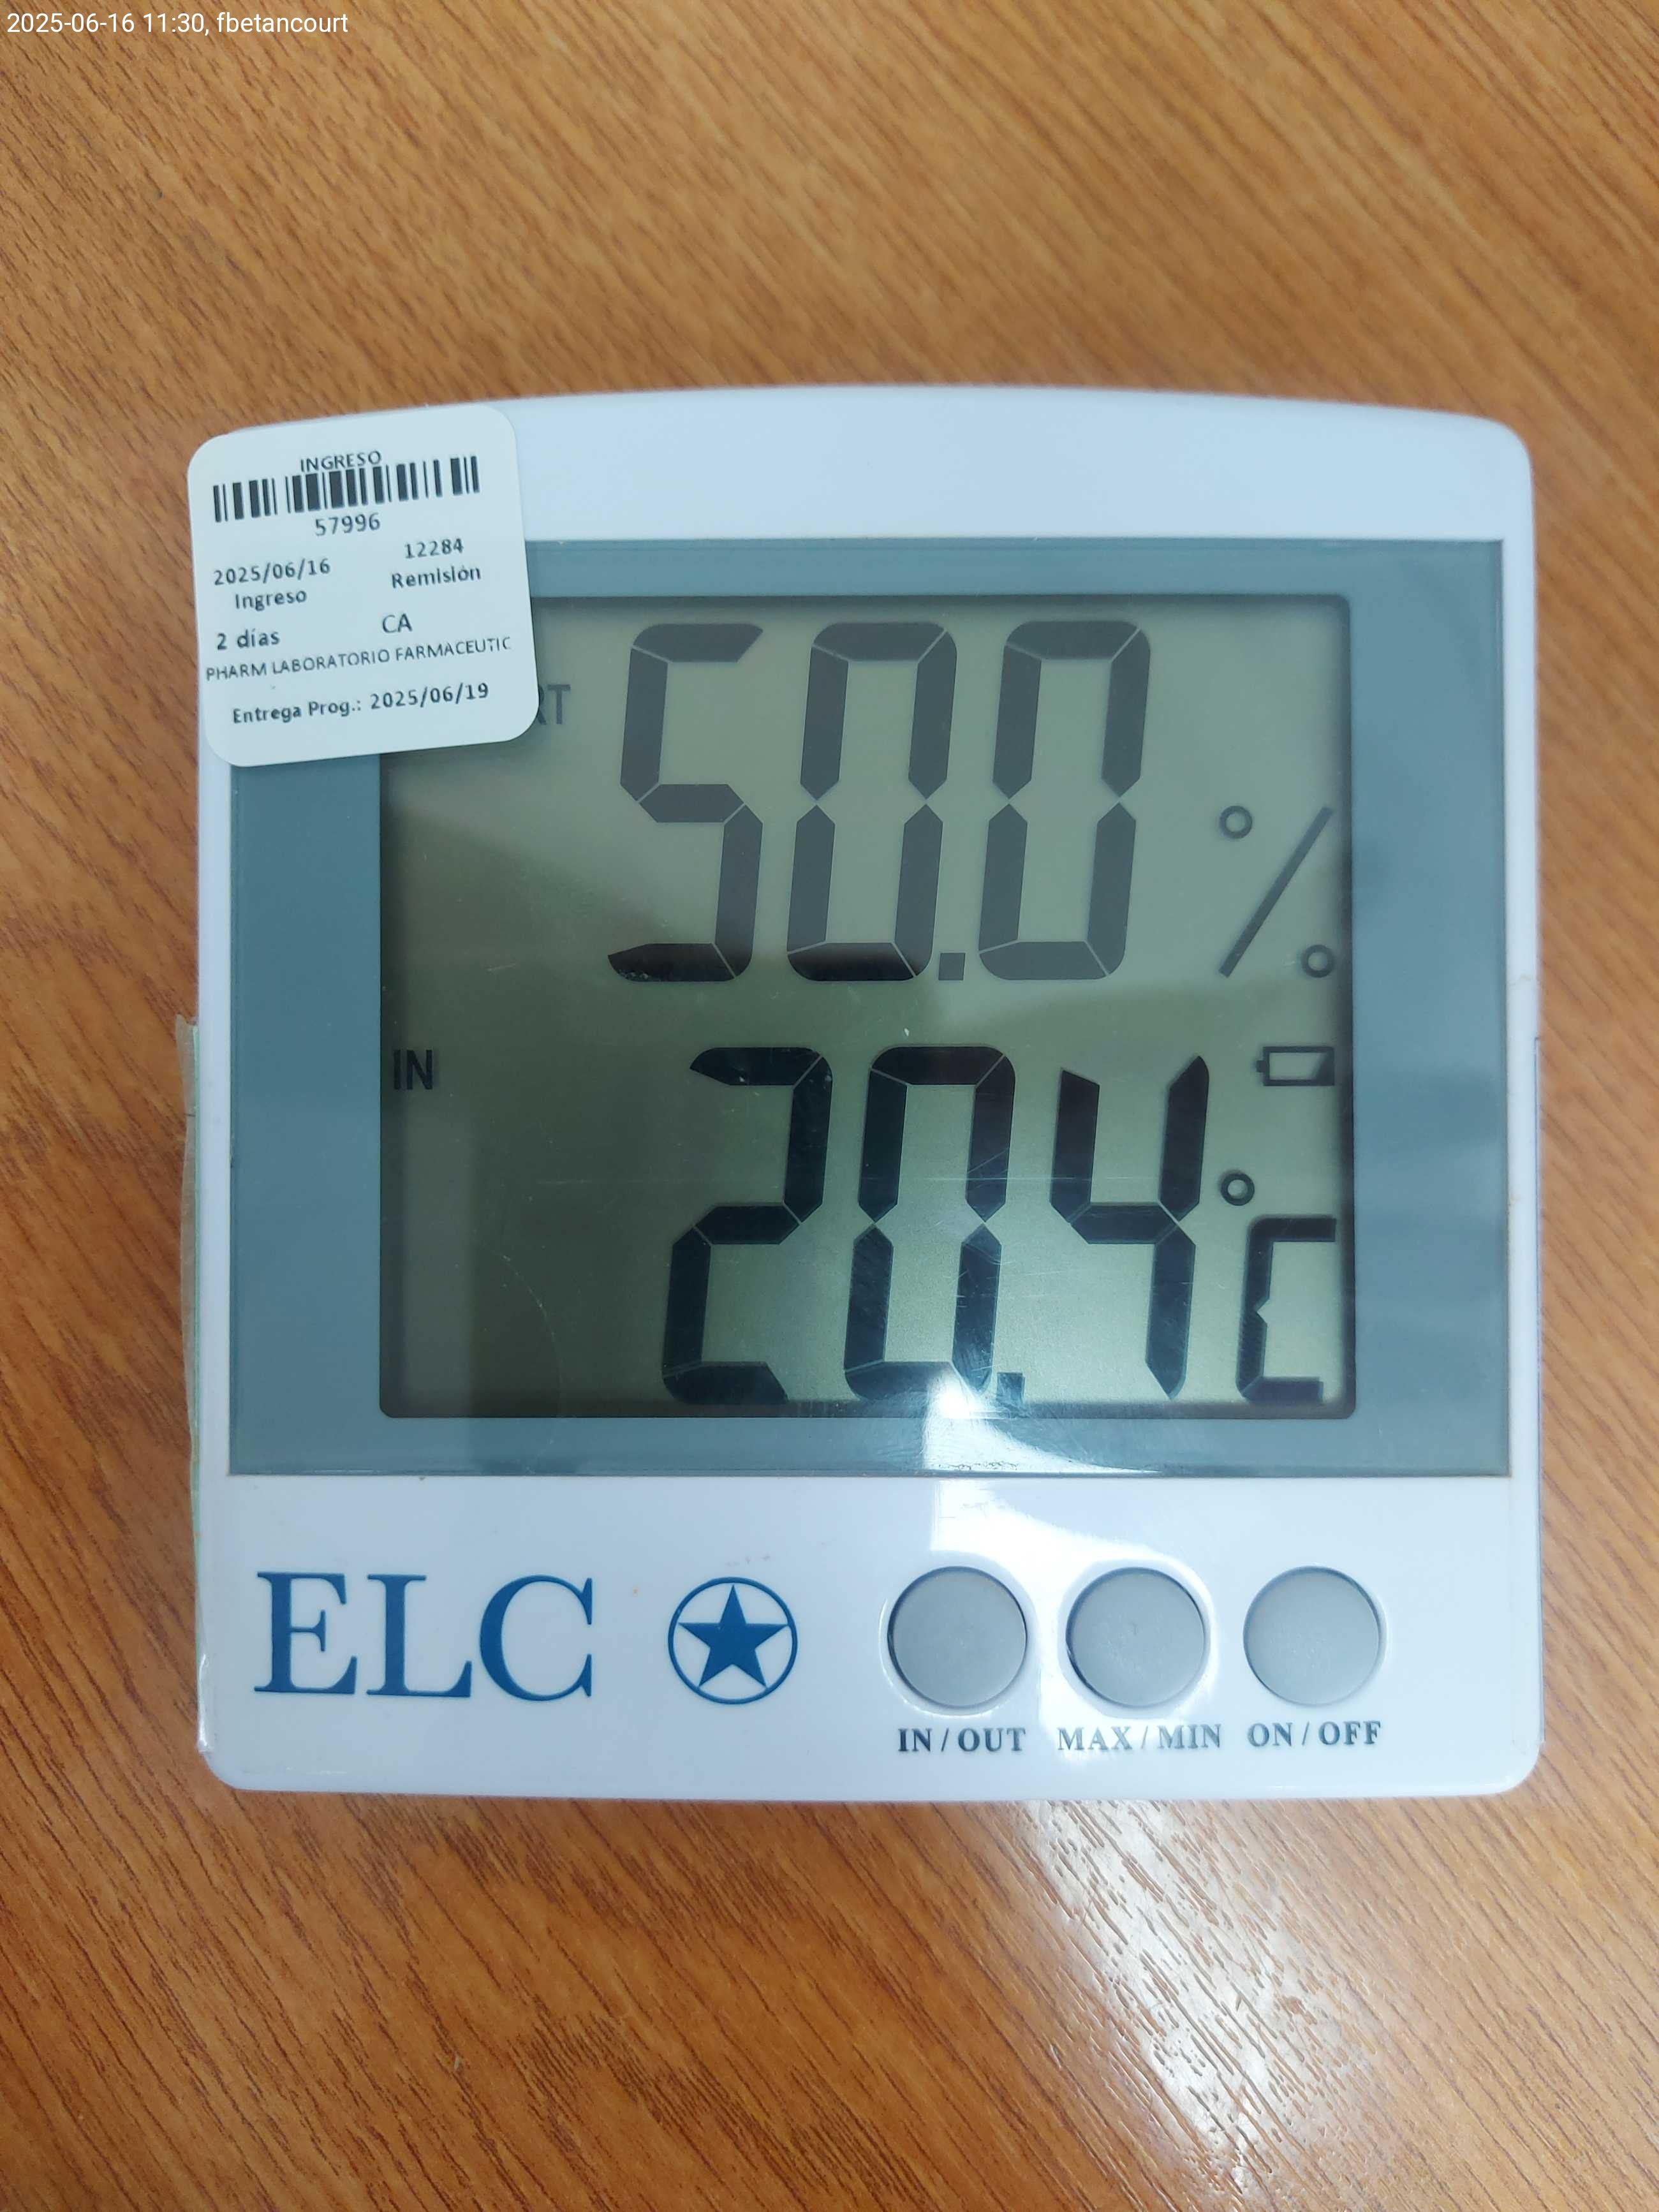 2025-06-16 11:30, fbetancourt
INGRESO
57996
2025/06/16 12284
Ingreso Remisión
2 días CA
PHARM LABORATORIO FARMACEUTIC
Entrega Prog.: 2025/06/19
50.0 %
IN
20.4 °C
ELC
IN/OUT MAX/MIN ON/OFF